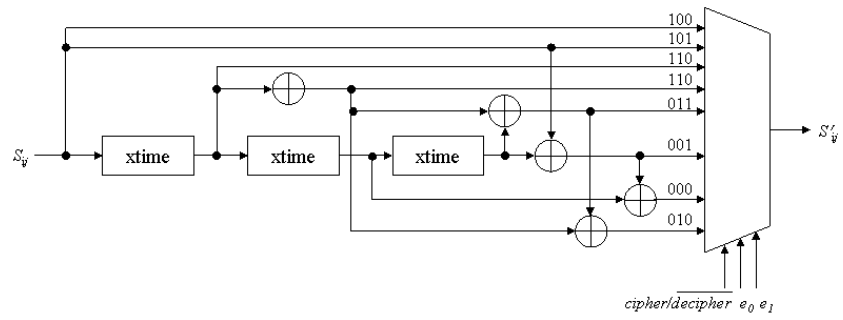 100
101
110
110
011
001
000
010
S_ij
xtime
xtime
xtime
S'_ij
cipher/decipher e_0 e_1